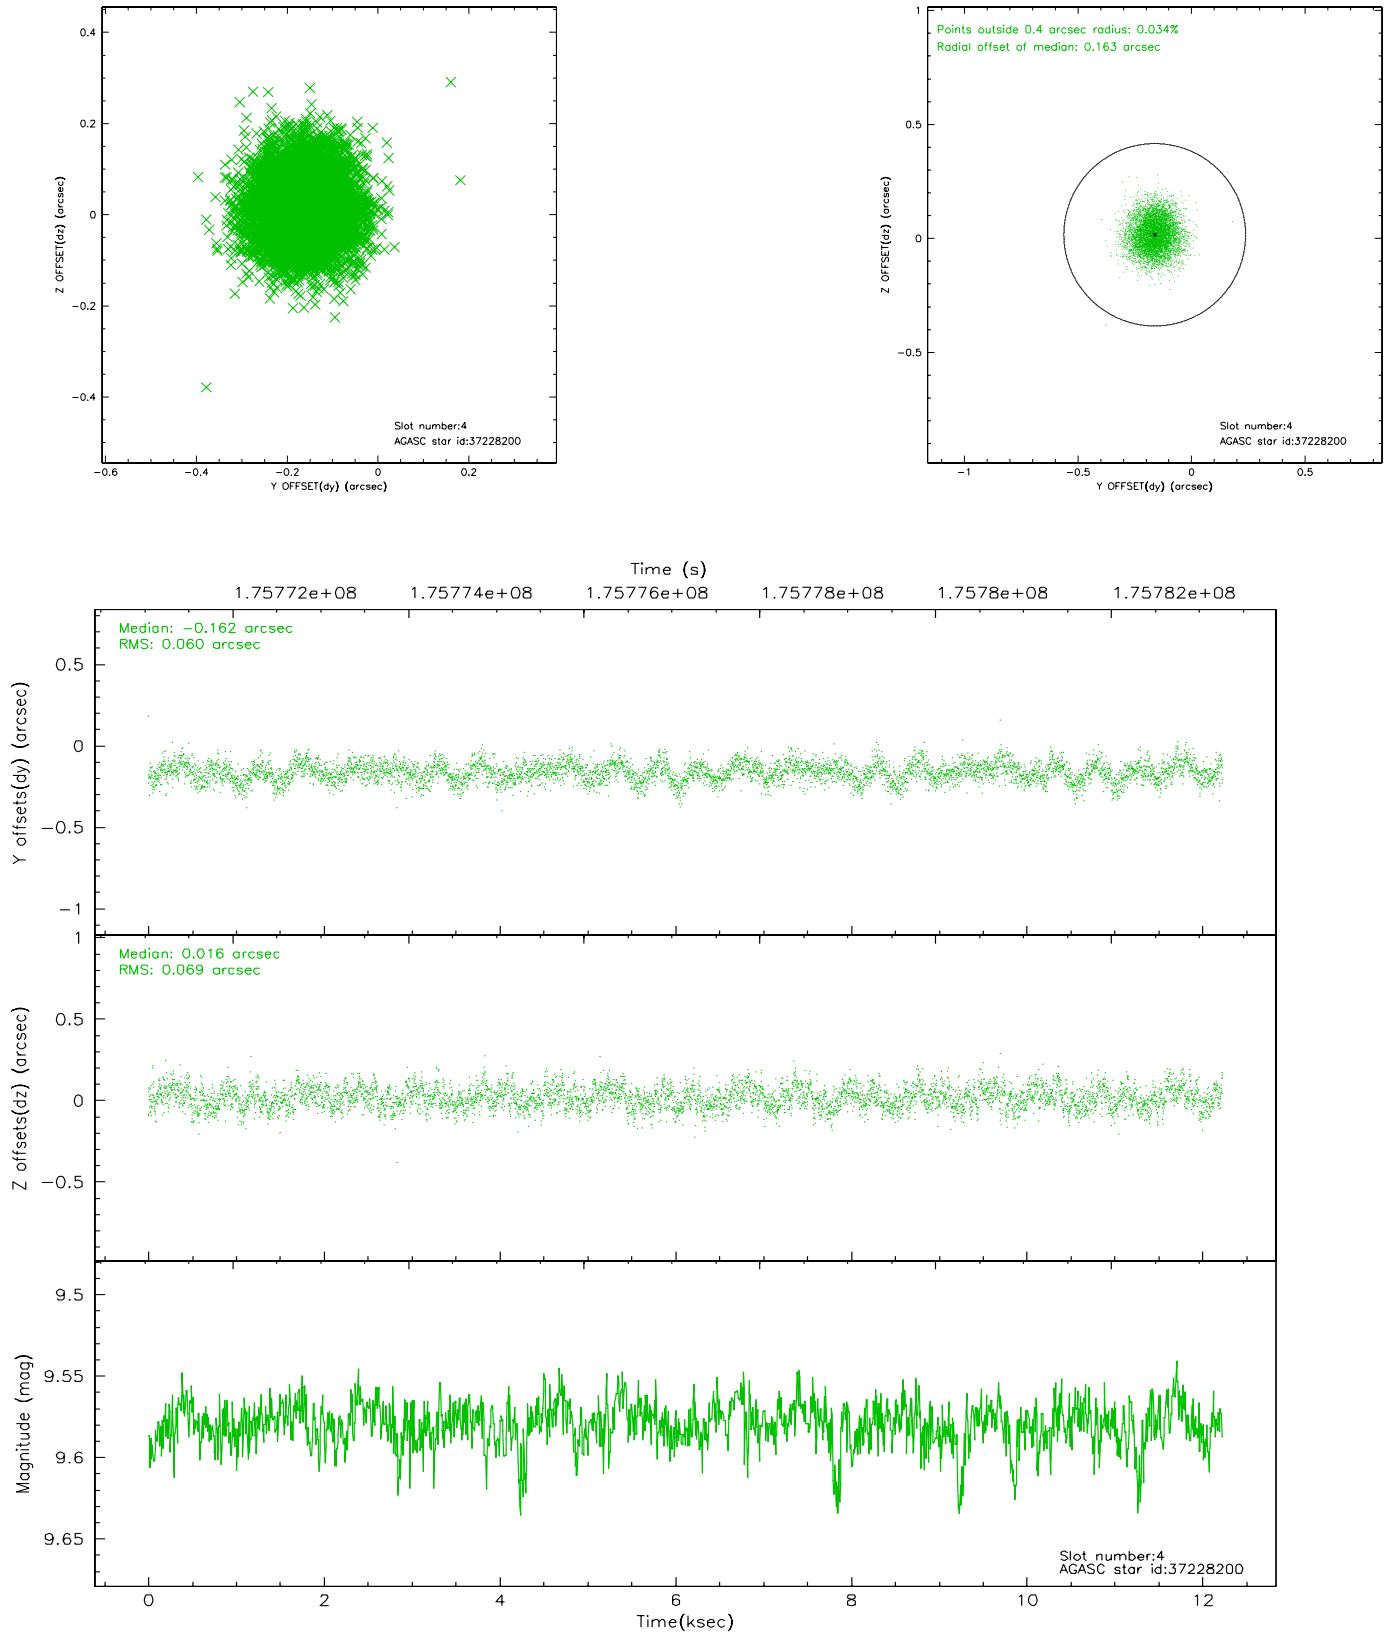 0.4
0.2
0
−0.2
−0.4
Z OFFSET(dz) (arcsec)
Slot number:4
AGASC star id:37228200
−0.6
−0.4
−0.2
0
0.2
Y OFFSET(dy) (arcsec)
Points outside 0.4 arcsec radius: 0.034%
Radial offset of median: 0.163 arcsec
1
0.5
0
−0.5
Z OFFSET(dz) (arcsec)
Slot number:4
AGASC star id:37228200
−1
−0.5
0
0.5
Y OFFSET(dy) (arcsec)
Time (s)
1.75772e+08
1.75774e+08
1.75776e+08
1.75778e+08
1.7578e+08
1.75782e+08
Median: −0.162 arcsec
RMS: 0.060 arcsec
0.5
0
−0.5
−1
Y offsets(dy) (arcsec)
Median: 0.016 arcsec
RMS: 0.069 arcsec
1
0.5
0
−0.5
Z offsets(dz) (arcsec)
9.5
9.55
9.6
9.65
Magnitude (mag)
Slot number:4
AGASC star id:37228200
0
2
4
6
8
10
12
Time(ksec)